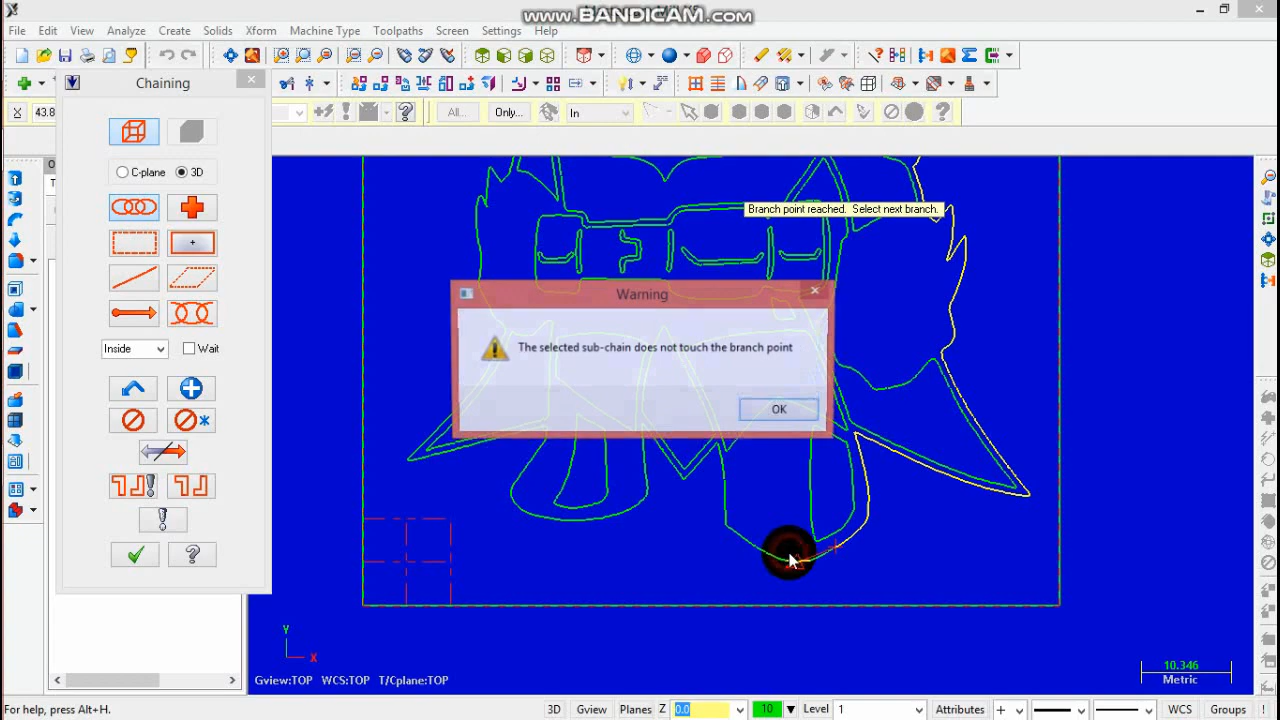 www.BANDICAM.com
File Edit View Analyze Create Solids Xform Machine Type Toolpaths Screen Settings Help
Chaining
X 43.8
All... Only... In
C-plane 3D
Branch point reached. Select next branch.
Warning
The selected sub-chain does not touch the branch point
OK
Inside Wait
Y
X
10.346
Metric
Gview:TOP WCS:TOP T/Cplane:TOP
For help, press Alt+H.
3D Gview Planes Z 0.0 10 Level 1 Attributes WCS Groups